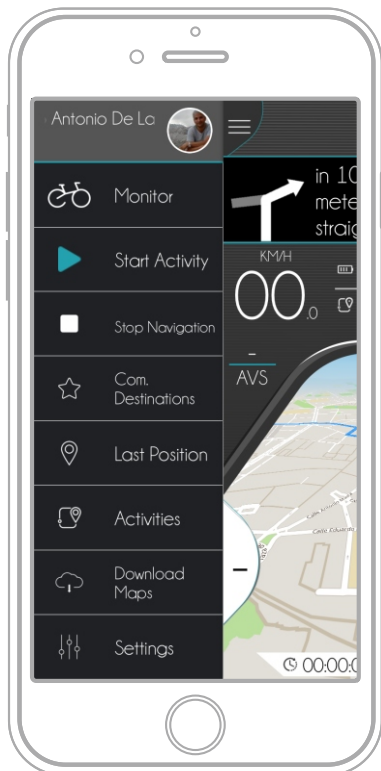 Antonio De La
Monitor
Start Activity
Stop Navigation
Com.
Destinations
Last Position
Activities
Download
Maps
Settings
in 10
mete
straig
KM/H
00.0
-
AVS
-
00:00:0